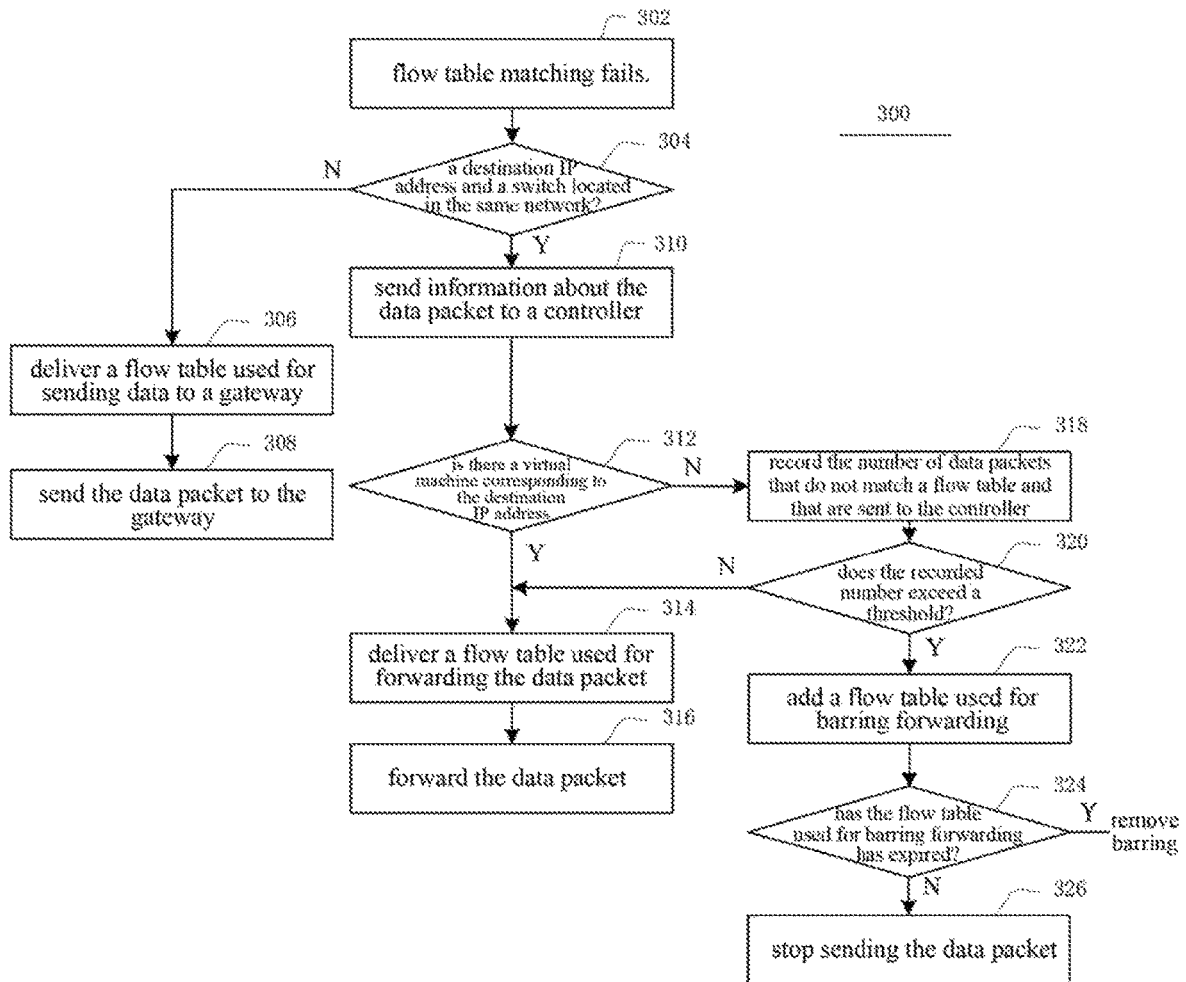 302
flow table matching fails.
300
304
N
a destination IP
address and a switch located
in the same network?
Y
310
send information about the
data packet to a controller
306
deliver a flow table used for
sending data to a gateway
308
send the data packet to the
gateway
312
is there a virtual
machine corresponding to
the destination
IP address
N
Y
318
record the number of data packets
that do not match a flow table and
that are sent to the controller
320
N
does the recorded
number exceed a
threshold?
Y
314
deliver a flow table used for
forwarding the data packet
316
forward the data packet
322
add a flow table used for
barring forwarding
324
has the flow table
used for barring forwarding
has expired?
Y
remove
barring
N
326
stop sending the data packet